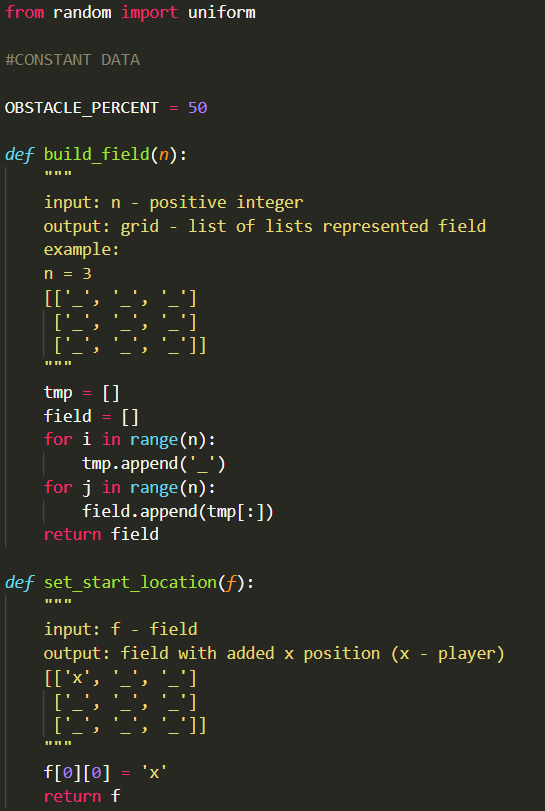 from random import uniform
#CONSTANT DATA
OBSTACLE_PERCENT = 50
def build_field(n):
    """
    input: n - positive integer
    output: grid - list of lists represented field
    example:
    n = 3
    [['_', '_', '_']
     ['_', '_', '_']
     ['_', '_', '_']]
    """
    tmp = []
    field = []
    for i in range(n):
        tmp.append('_')
    for j in range(n):
        field.append(tmp[:])
    return field
def set_start_location(f):
    """
    input: f - field
    output: field with added x position (x - player)
    [['x', '_', '_']
     ['_', '_', '_']
     ['_', '_', '_']]
    """
    f[0][0] = 'x'
    return f